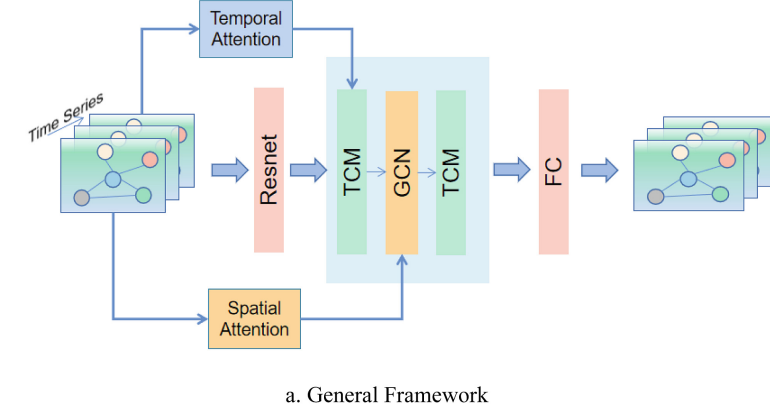 Temporal
Attention
Time Series
Resnet
TCM
GCN
TCM
FC
Spatial
Attention
a. General Framework